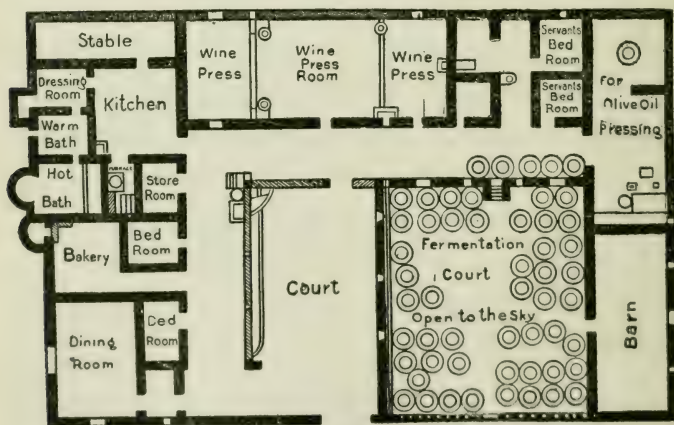 Stable
Wine
Press
Wine
Press
Room
Wine
Press
Servants
Bed
Room
Servants
Bed
Room
For
Olive Oil
Pressing
Dressing
Room
Kitchen
Warm
Bath
Hot
Bath
FURNACE
Store
Room
Bed
Room
Bakery
Dining
Room
Bed
Room
Court
Fermentation
Court
Open to the Sky
Barn